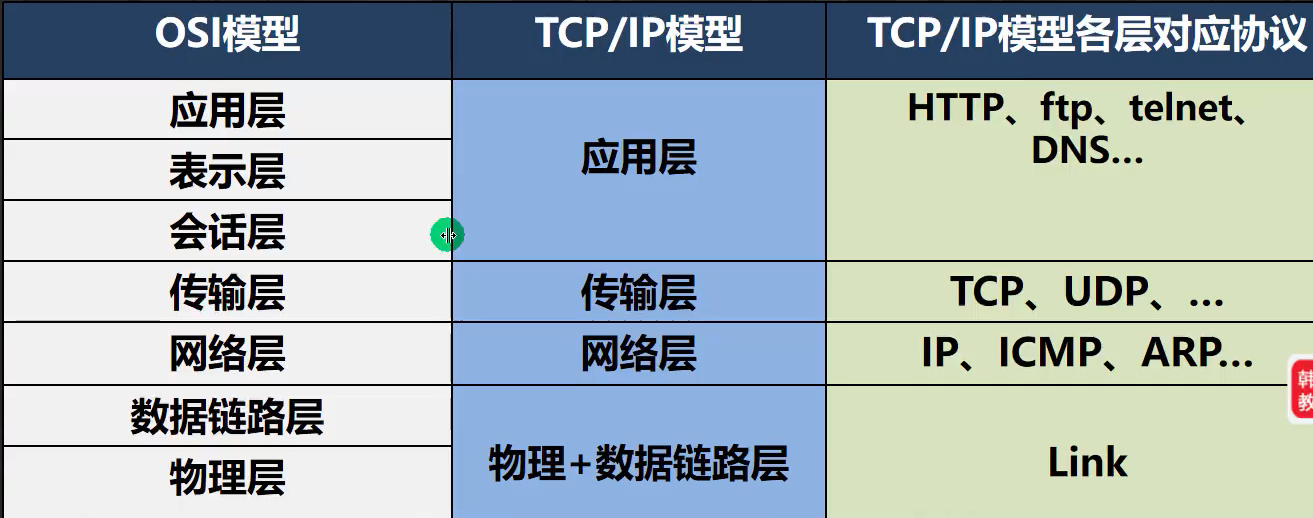 OSI模型
TCP/IP模型
TCP/IP模型各层对应协议
应用层
表示层
会话层
应用层
HTTP、ftp、telnet、
DNS...
传输层
传输层
TCP、UDP、...
网络层
网络层
IP、ICMP、ARP...
数据链路层
物理层
物理+数据链路层
Link
韩
教